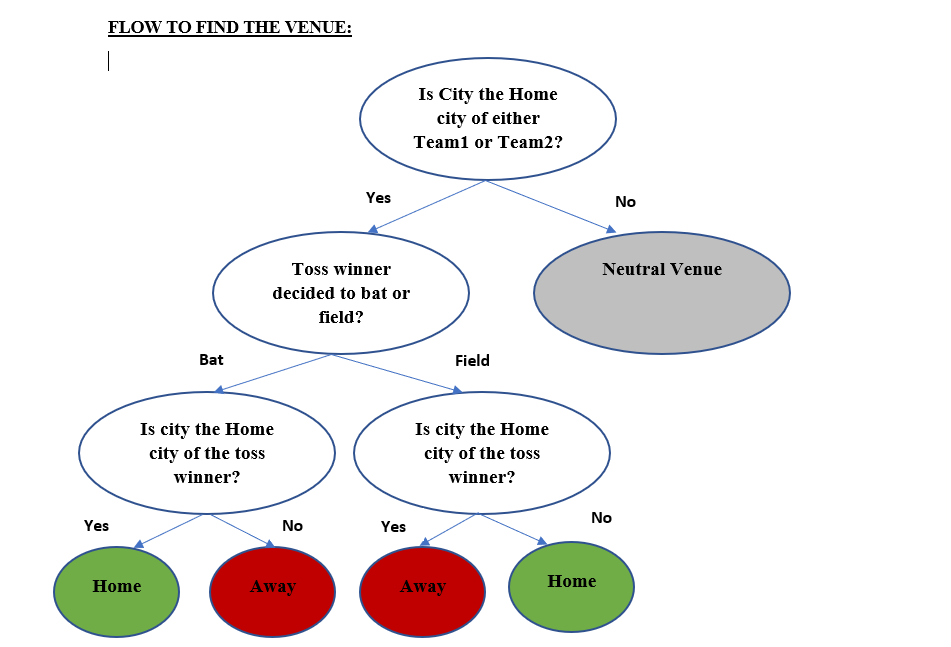 FLOW TO FIND THE VENUE:
Is City the Home
city of either
Team1 or Team2?
Yes
No
Toss winner
decided to bat or
field?
Neutral Venue
Bat
Field
Is city the Home
city of the toss
winner?
Is city the Home
city of the toss
winner?
Yes
No
Yes
No
Home
Away
Away
Home